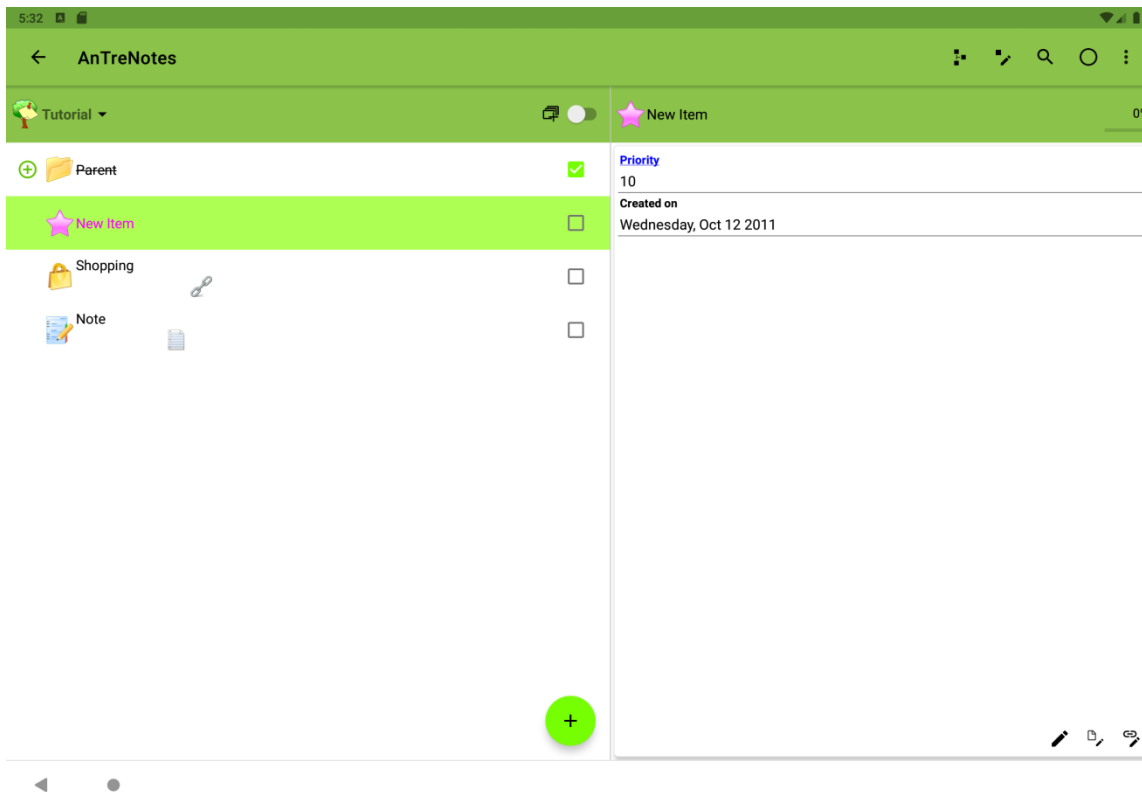 5:32
AnTreNotes
Tutorial
New Item
0%
Parent
New Item
Shopping
Note
Priority
10
Created on
Wednesday, Oct 12 2011